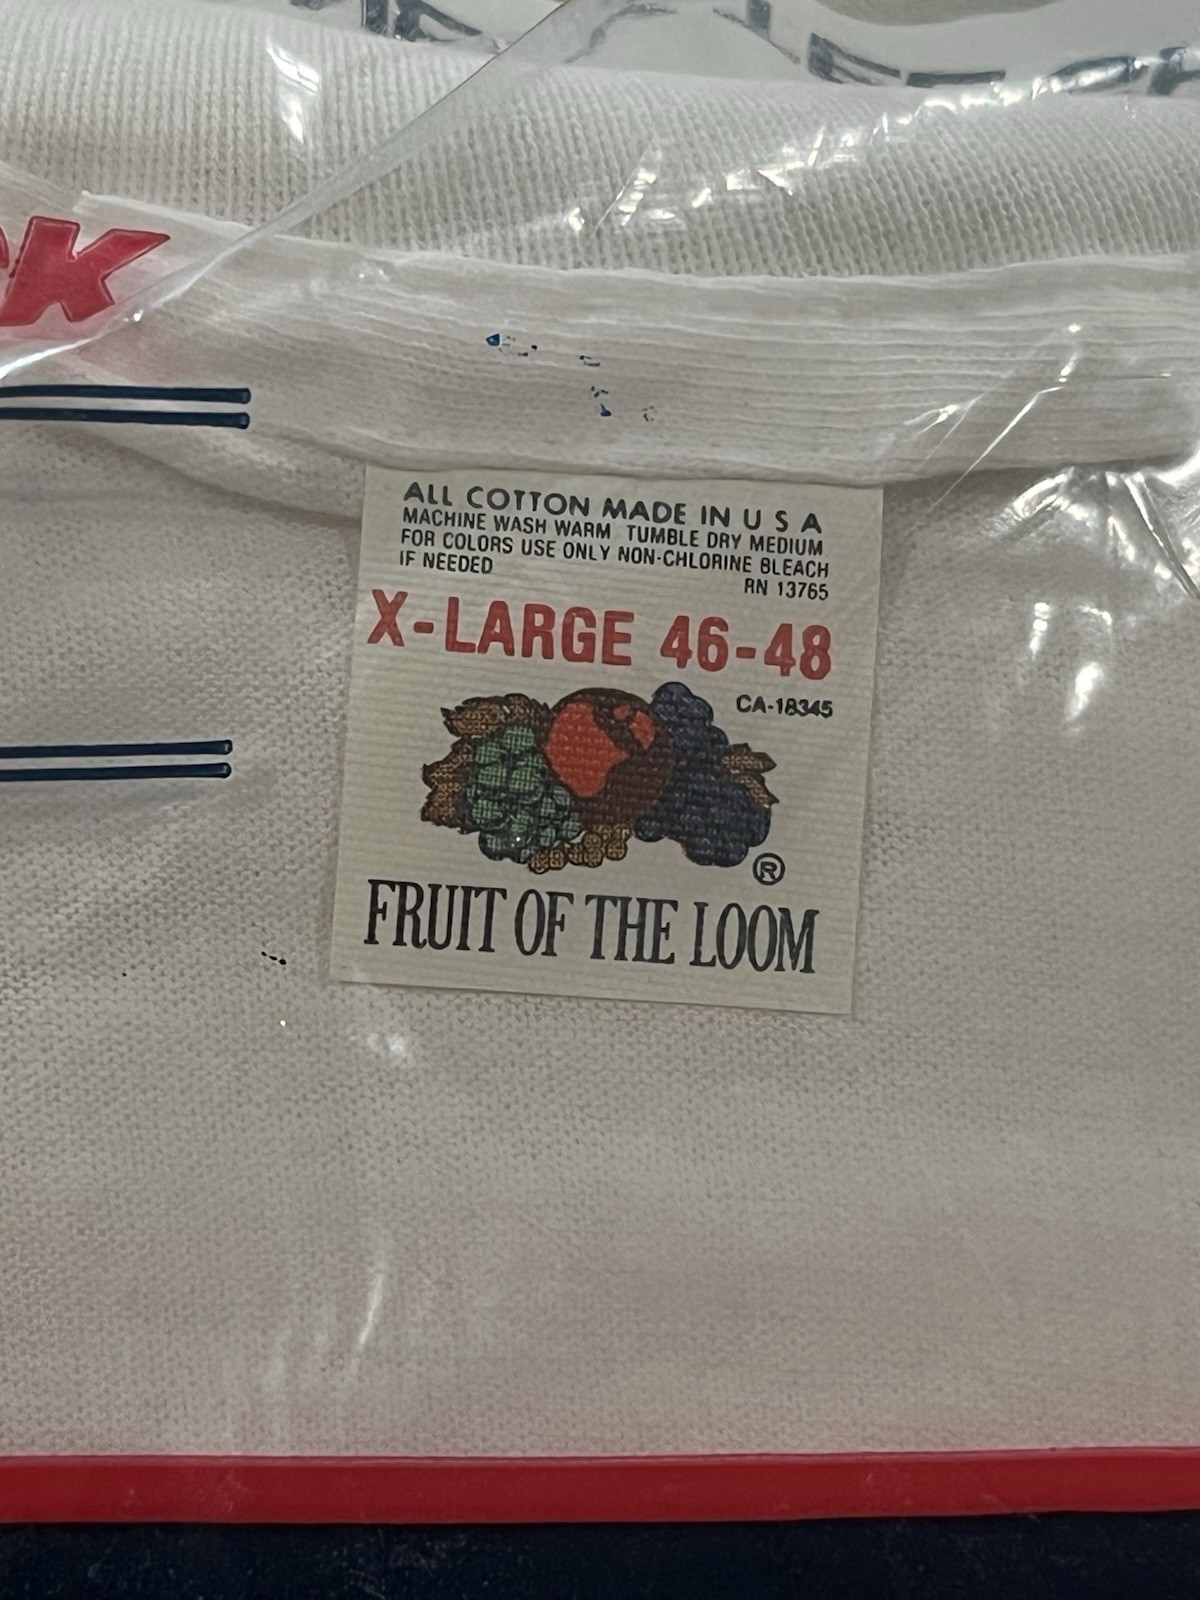 K
ALL COTTON MADE IN U S A
MACHINE WASH WARM TUMBLE DRY MEDIUM
FOR COLORS USE ONLY NON-CHLORINE BLEACH
IF NEEDED
RN 13765
X-LARGE 46-48
CA-18345
®
FRUIT OF THE LOOM